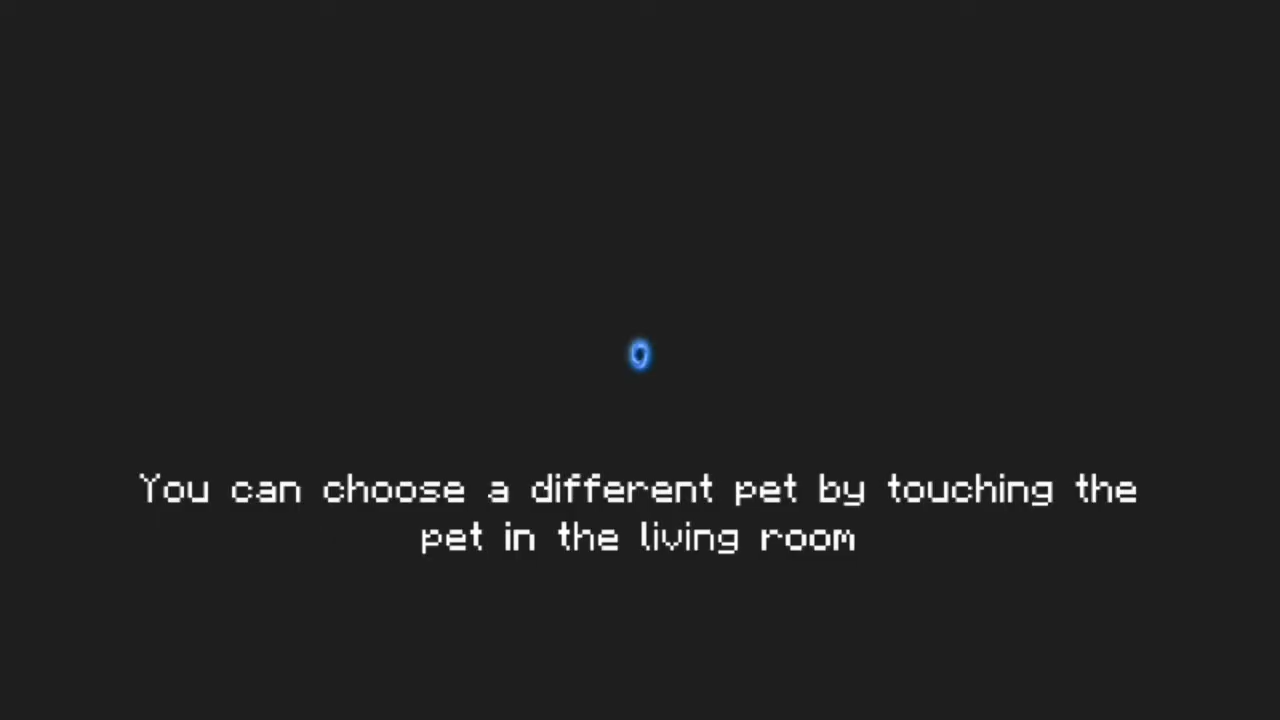 You can choose a different pet by touching the
pet in the living room